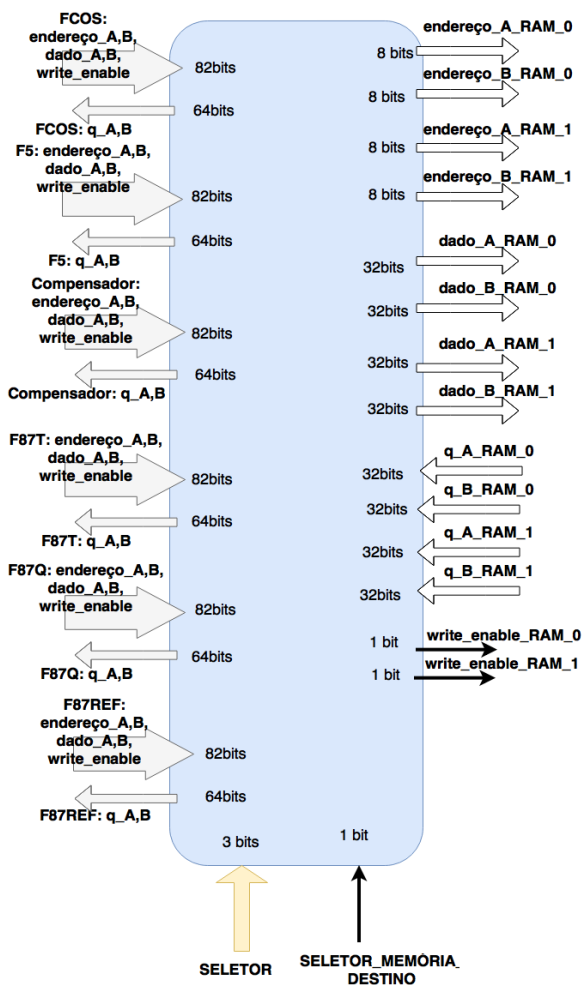 FCOS:
endereço_A,B,
dado_A,B,
write_enable
82bits
64bits
FCOS: q_A,B
F5: endereço_A,B,
dado_A,B,
write_enable
82bits
64bits
F5: q_A,B
Compensador:
endereço_A,B,
dado_A,B,
write_enable
82bits
64bits
Compensador: q_A,B
F87T: endereço_A,B,
dado_A,B,
write_enable
82bits
64bits
F87T: q_A,B
F87Q: endereço_A,B,
dado_A,B,
write_enable
82bits
64bits
F87Q: q_A,B
F87REF:
endereço_A,B,
dado_A,B,
write_enable
82bits
64bits
F87REF: q_A,B
endereço_A_RAM_0
8 bits
endereço_B_RAM_0
8 bits
endereço_A_RAM_1
8 bits
endereço_B_RAM_1
8 bits
dado_A_RAM_0
32bits
dado_B_RAM_0
32bits
dado_A_RAM_1
32bits
dado_B_RAM_1
32bits
q_A_RAM_0
32bits
q_B_RAM_0
32bits
q_A_RAM_1
32bits
q_B_RAM_1
32bits
write_enable_RAM_0
1 bit
write_enable_RAM_1
1 bit
3 bits
1 bit
SELETOR
SELETOR_MEMÓRIA_
DESTINO